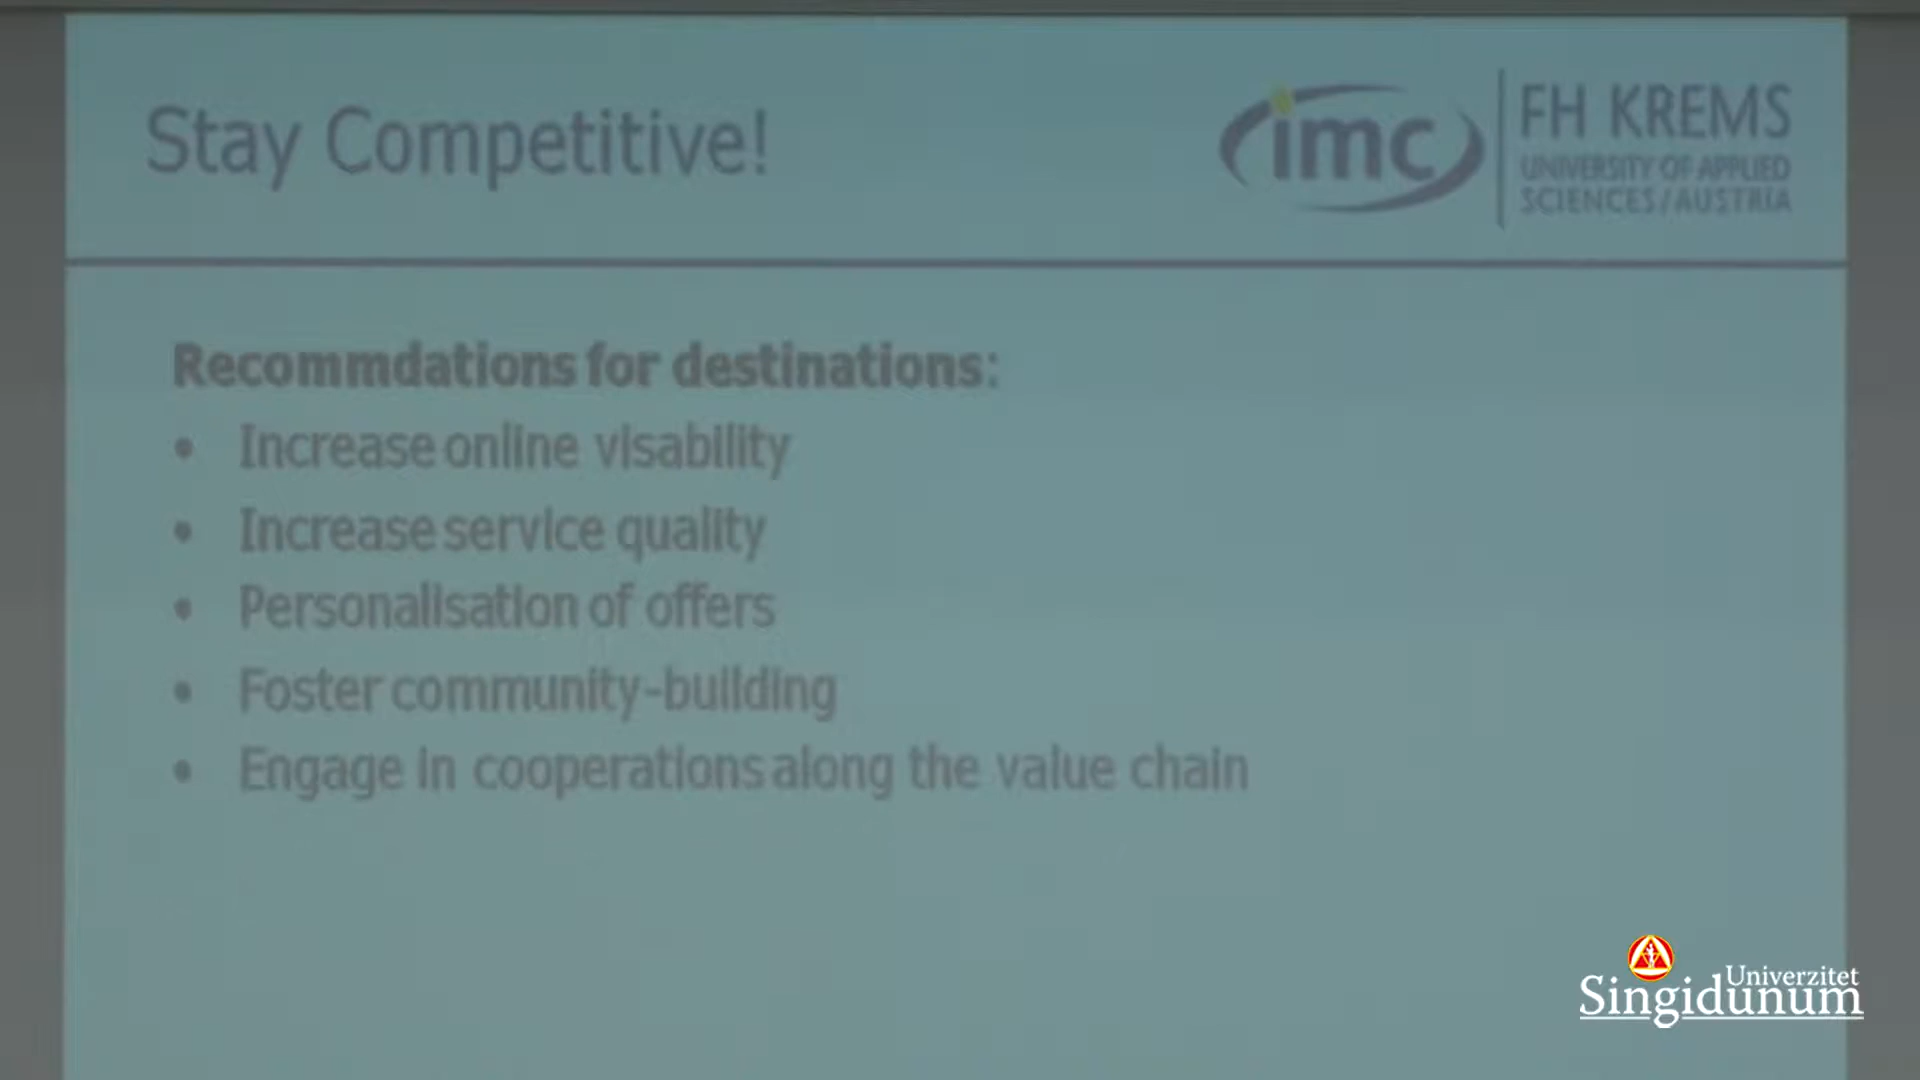 Stay Competitive!
imc
FH KREMS
UNIVERSITY OF APPLIED
SCIENCES/AUSTRIA
Recommdations for destinations:
• Increase online visability
• Increase service quality
• Personalisation of offers
• Foster community-building
• Engage in cooperations along the value chain
Univerzitet
Singidunum